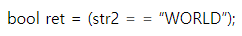 bool ret = (str2 = = “WORLD”);